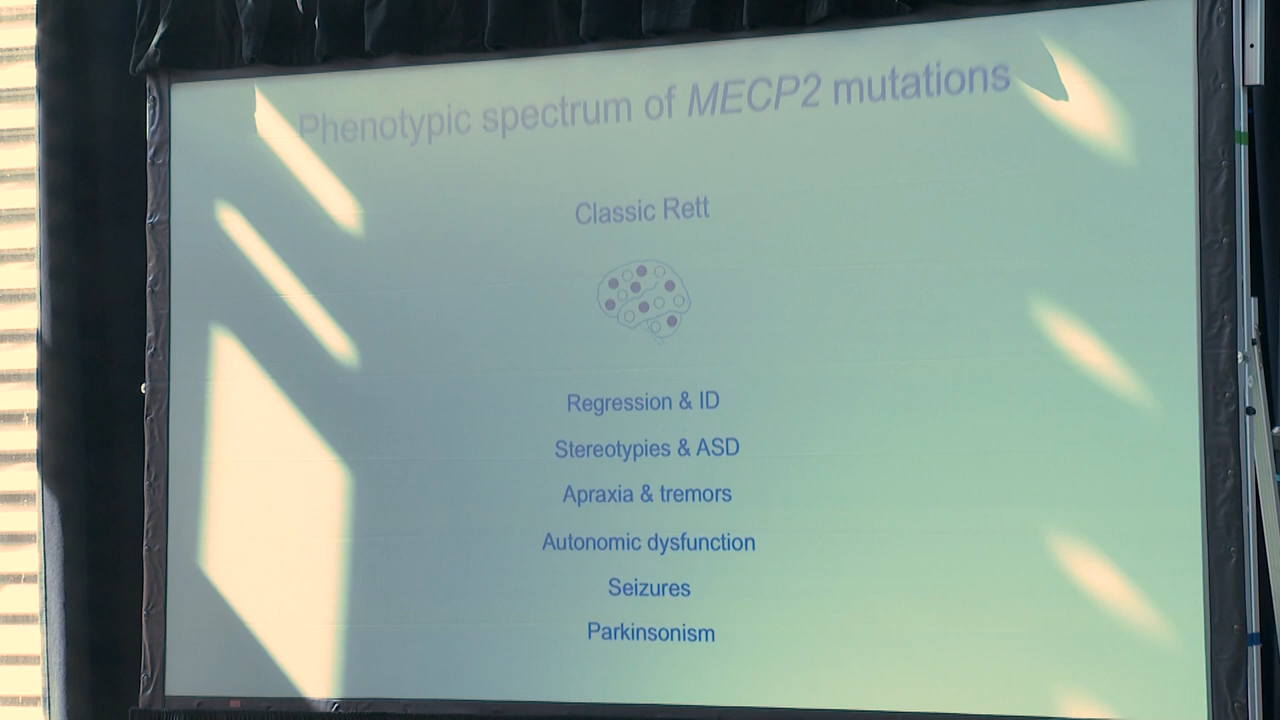 Phenotypic spectrum of MECP2 mutations
Classic Rett
Regression & ID
Stereotypies & ASD
Apraxia & tremors
Autonomic dysfunction
Seizures
Parkinsonism